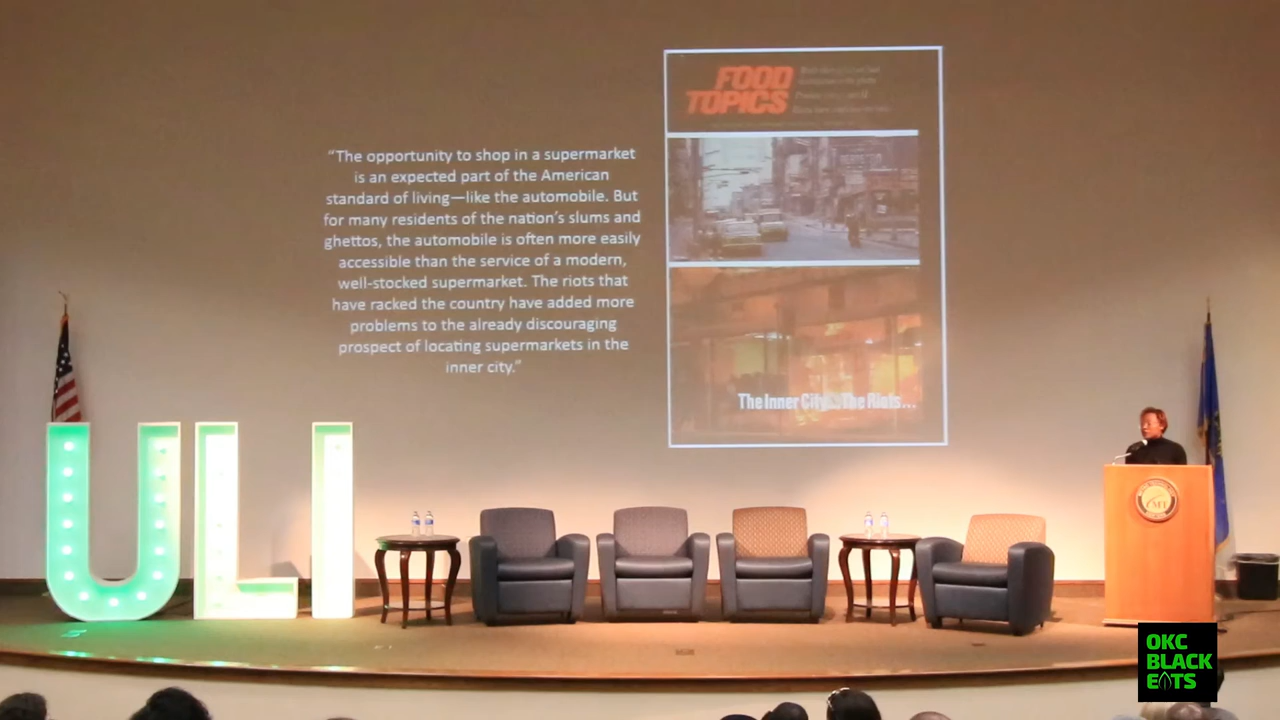 “The opportunity to shop in a supermarket
is an expected part of the American
standard of living—like the automobile. But
for many residents of the nation’s slums and
ghettos, the automobile is often more easily
accessible than the service of a modern,
well-stocked supermarket. The riots that
have racked the country have added more
problems to the already discouraging
prospect of locating supermarkets in the
inner city.”
FOOD
TOPICS
The Inner City...The Riots...
ULI
OKC
BLACK
EATS